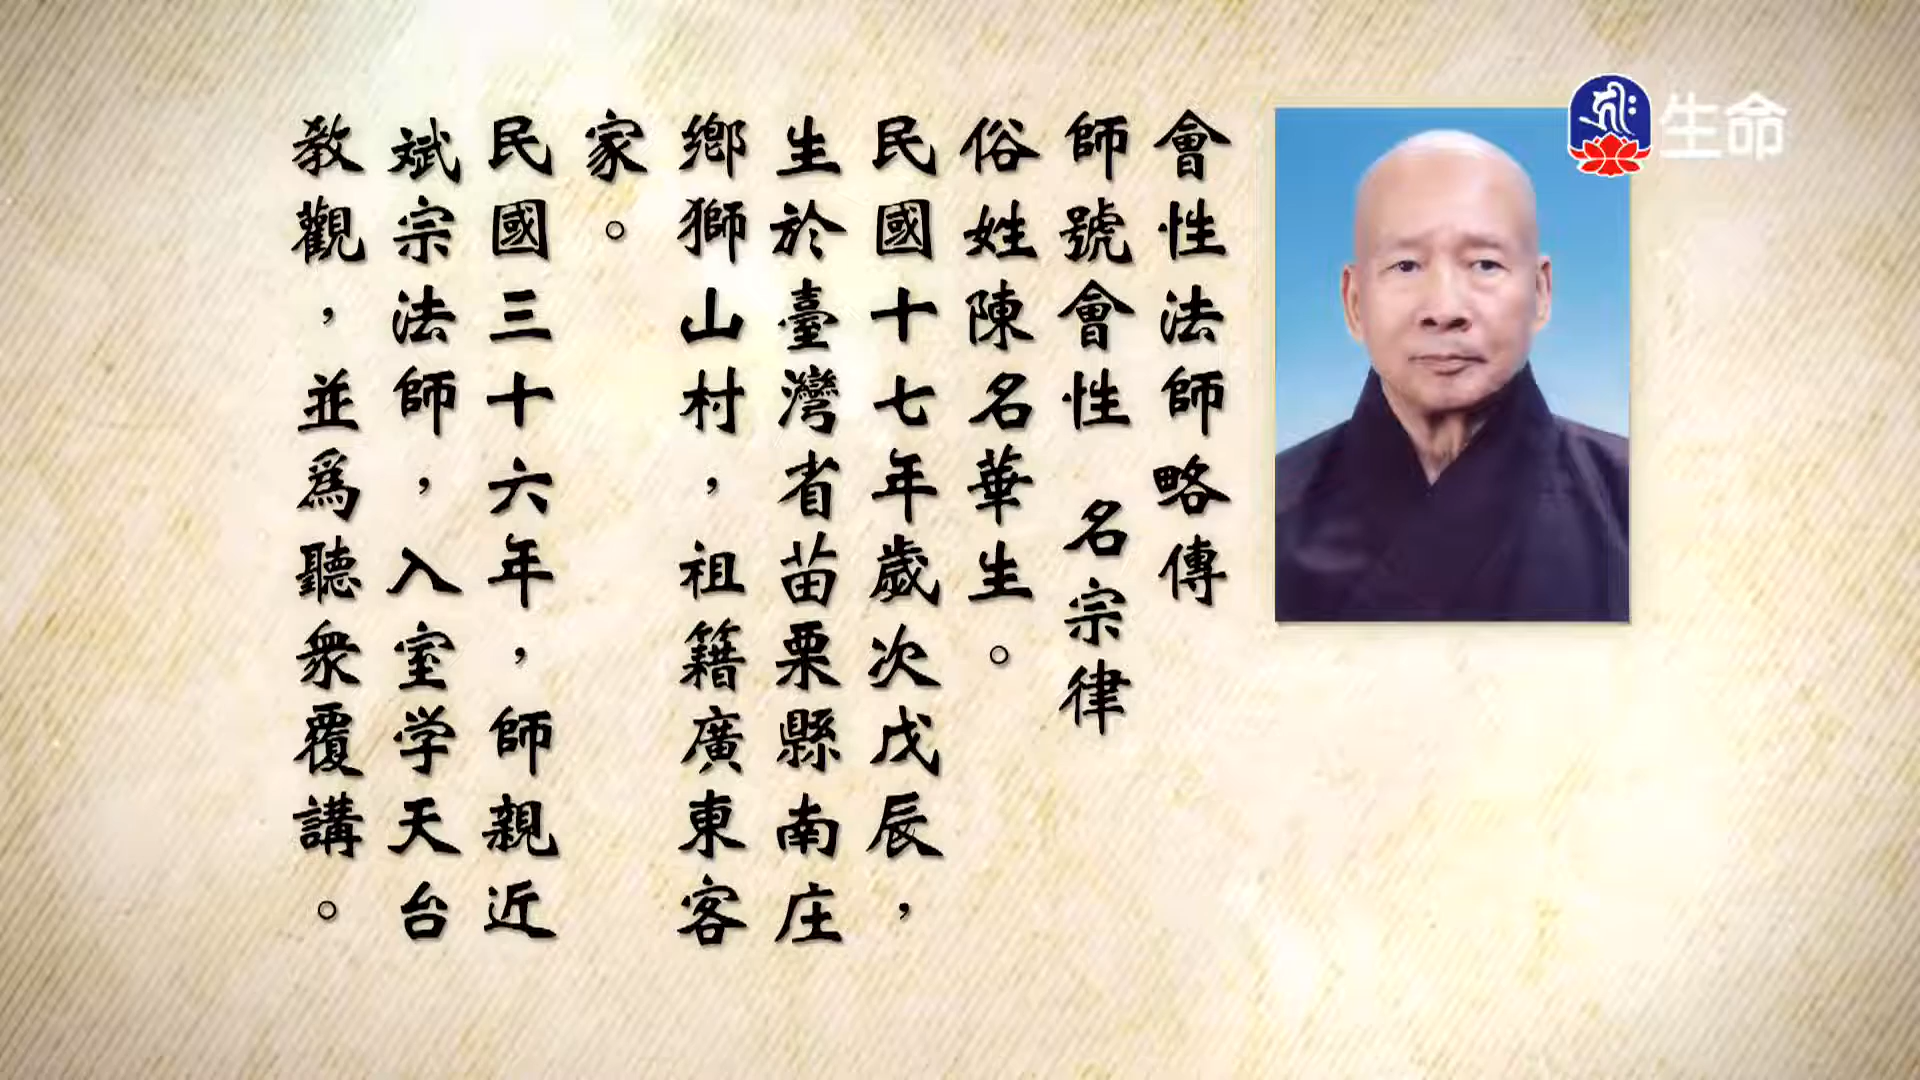 會性法師略傳
師號會性 名宗律
俗姓陳名華生。
民國十七年歲次戊辰，
生於臺灣省苗栗縣南庄
鄉獅山村，祖籍廣東客
家。
民國三十六年，師親近
斌宗法師，入室学天台
教觀，並為聽衆覆講。
生命